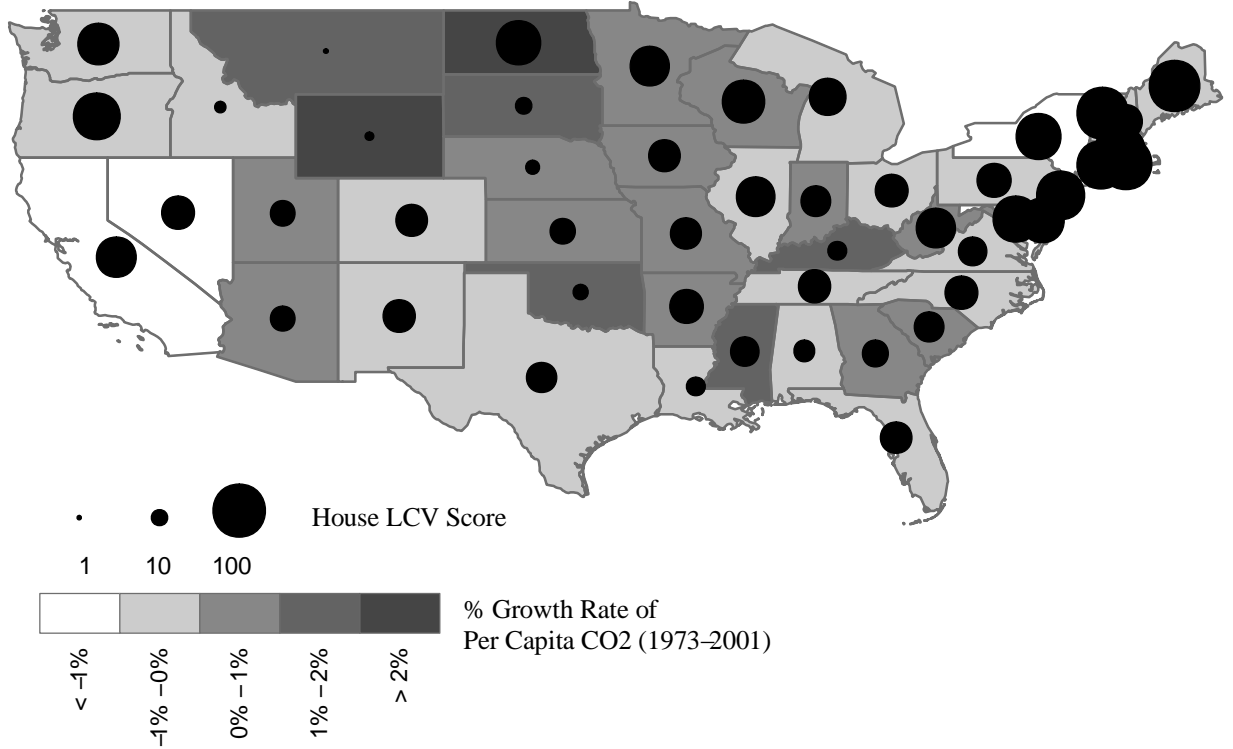 House LCV Score
1 10 100
% Growth Rate of
Per Capita CO2 (1973–2001)
< –1%
–1% –0%
0% –1%
1% –2%
> 2%